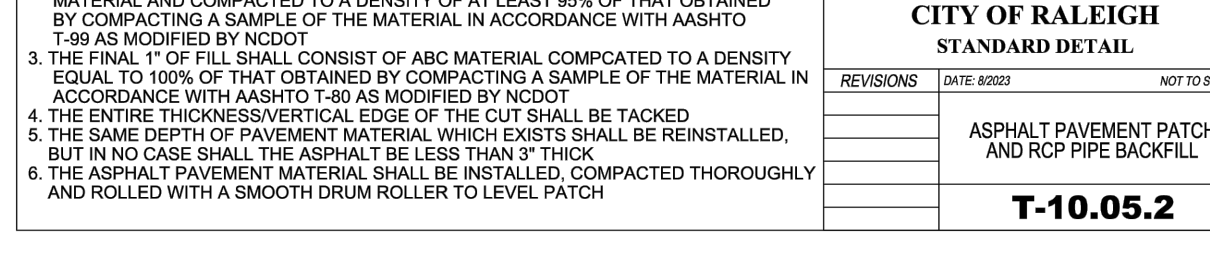 MATERIAL AND COMPACTED TO A DENSITY OF AT LEAST 95% OF THAT OBTAINED
BY COMPACTING A SAMPLE OF THE MATERIAL IN ACCORDANCE WITH AASHTO
T-99 AS MODIFIED BY NCDOT
3. THE FINAL 1" OF FILL SHALL CONSIST OF ABC MATERIAL COMPCATED TO A DENSITY
EQUAL TO 100% OF THAT OBTAINED BY COMPACTING A SAMPLE OF THE MATERIAL IN
ACCORDANCE WITH AASHTO T-80 AS MODIFIED BY NCDOT
4. THE ENTIRE THICKNESS/VERTICAL EDGE OF THE CUT SHALL BE TACKED
5. THE SAME DEPTH OF PAVEMENT MATERIAL WHICH EXISTS SHALL BE REINSTALLED,
BUT IN NO CASE SHALL THE ASPHALT BE LESS THAN 3" THICK
6. THE ASPHALT PAVEMENT MATERIAL SHALL BE INSTALLED, COMPACTED THOROUGHLY
AND ROLLED WITH A SMOOTH DRUM ROLLER TO LEVEL PATCH
CITY OF RALEIGH
STANDARD DETAIL
REVISIONS
DATE: 8/2023
NOT TO S
ASPHALT PAVEMENT PATCH
AND RCP PIPE BACKFILL
T-10.05.2